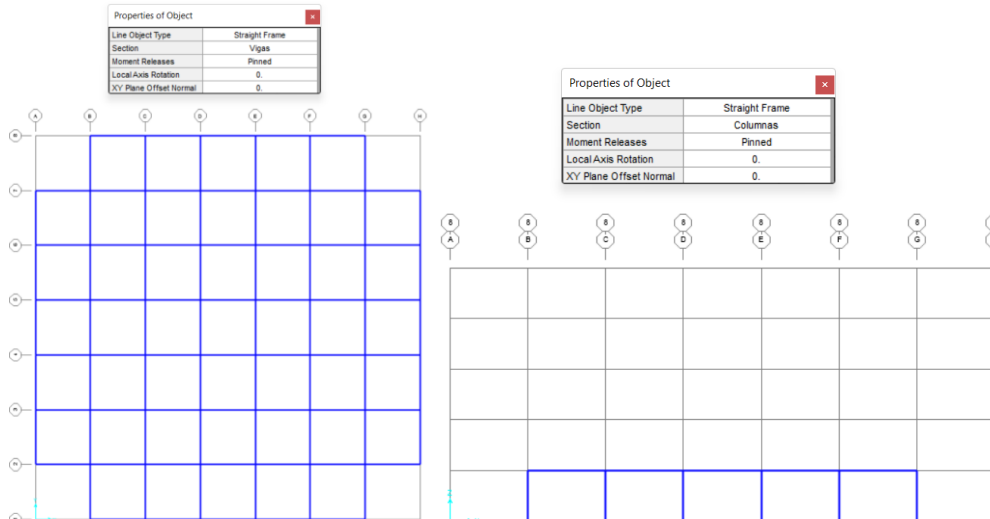 Properties of Object
Line Object Type Straight Frame
Section Vigas
Moment Releases Pinned
Local Axis Rotation 0.
XY Plane Offset Normal 0.
A B C D E F G H
Properties of Object
Line Object Type Straight Frame
Section Columnas
Moment Releases Pinned
Local Axis Rotation 0.
XY Plane Offset Normal 0.
8 8 8 8 8 8 8
A B C D E F G
Z